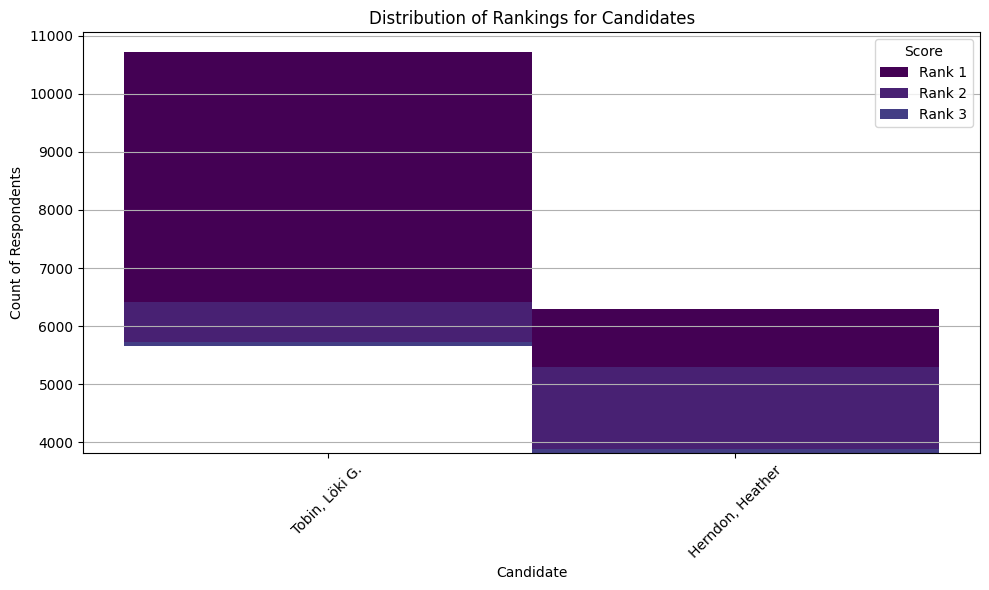 Distribution of Rankings for Candidates
Score
Rank 1
Rank 2
Rank 3
Count of Respondents
11000
10000
9000
8000
7000
6000
5000
4000
Tobin, Löki G.
Herndon, Heather
Candidate